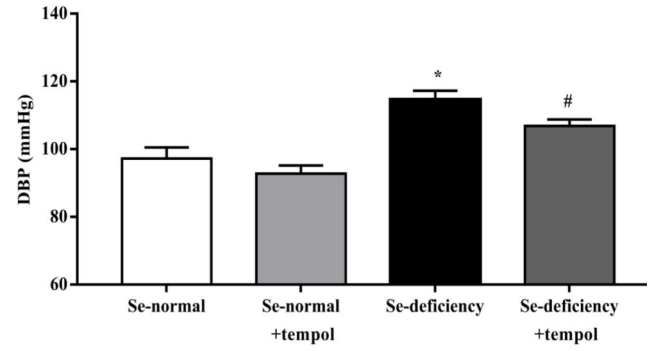 140
120
100
80
60
DBP (mmHg)
*
#
Se-normal
Se-normal
+tempol
Se-deficiency
Se-deficiency
+tempol